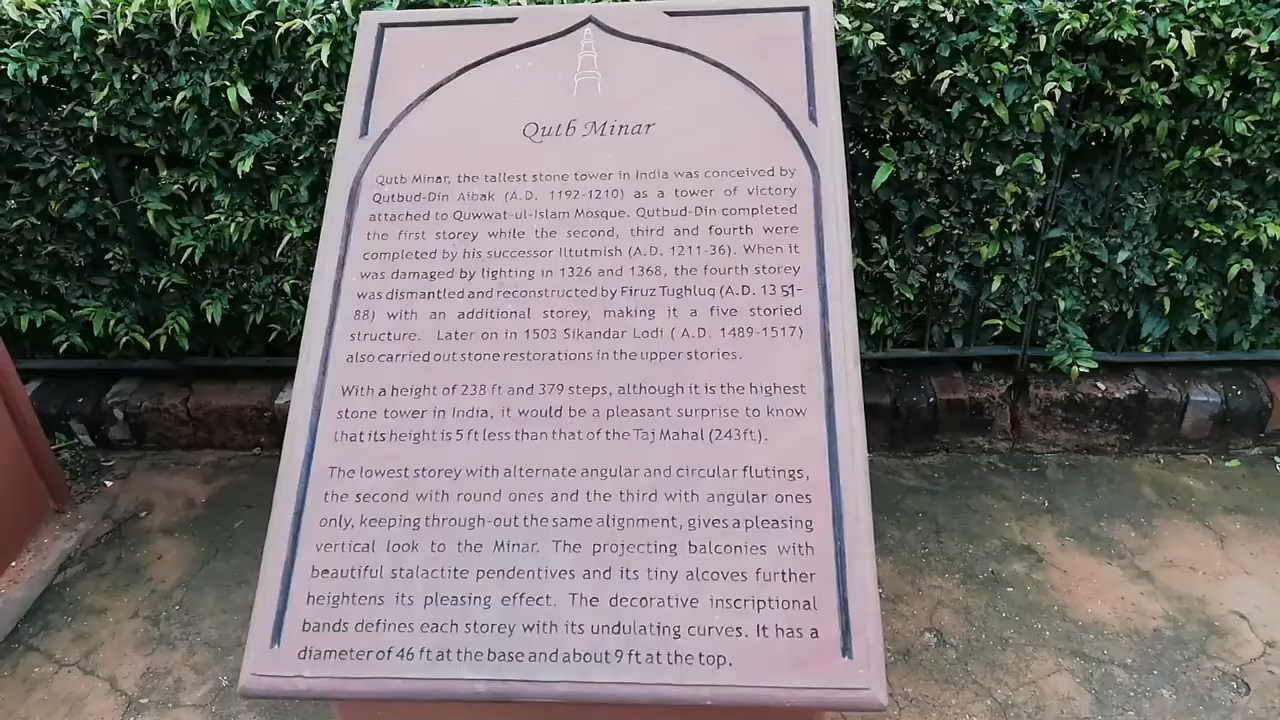 Qutb Minar
Qutb Minar, the tallest stone tower in India was conceived by
Qutbud-Din Aibak (A.D. 1192-1210) as a tower of victory
attached to Quwwat-ul-Islam Mosque. Qutbud-Din completed
the first storey while the second, third and fourth were
completed by his successor Iltutmish (A.D. 1211-36). When it
was damaged by lighting in 1326 and 1368, the fourth storey
was dismantled and reconstructed by Firuz Tughluq (A.D. 1351-
88) with an additional storey, making it a five storied
structure. Later on in 1503 Sikandar Lodi ( A.D. 1489-1517)
also carried out stone restorations in the upper stories.
With a height of 238 ft and 379 steps, although it is the highest
stone tower in India, it would be a pleasant surprise to know
that its height is 5 ft less than that of the Taj Mahal (243ft).
The lowest storey with alternate angular and circular flutings,
the second with round ones and the third with angular ones
only, keeping through-out the same alignment, gives a pleasing
vertical look to the Minar. The projecting balconies with
beautiful stalactite pendentives and its tiny alcoves further
heightens its pleasing effect. The decorative inscriptional
bands defines each storey with its undulating curves. It has a
diameter of 46 ft at the base and about 9 ft at the top.